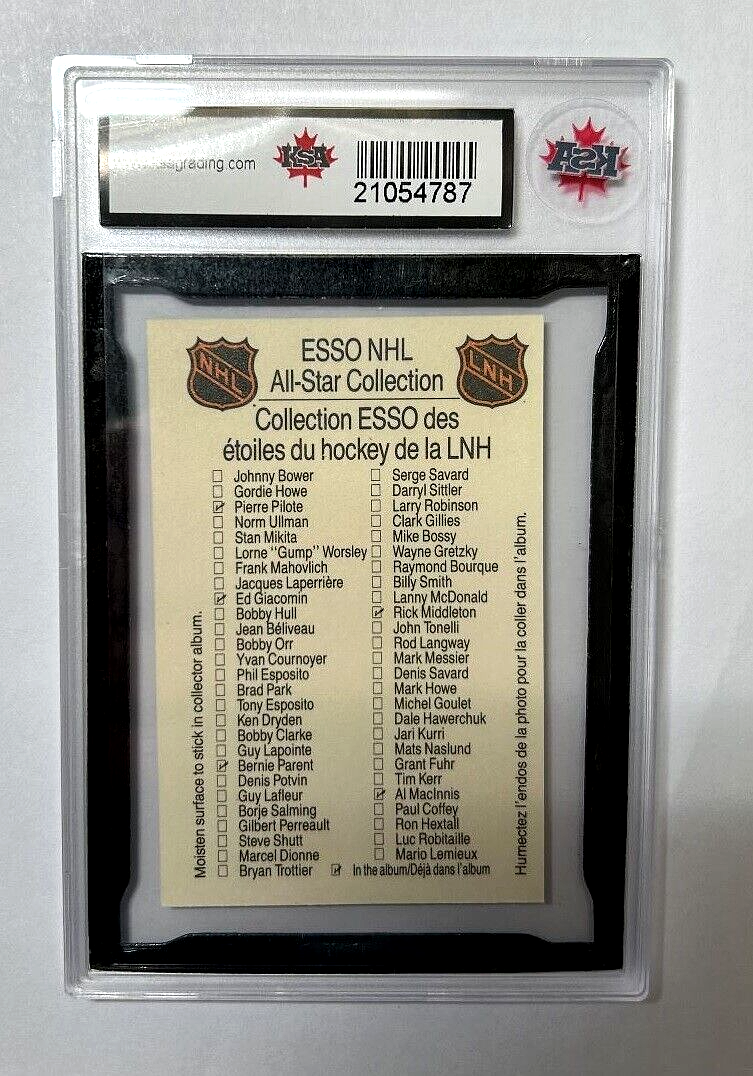 grading.com
KSA
21054787
KSA
NHL
ESSO NHL
All-Star Collection
LNH
Collection ESSO des
étoiles du hockey de la LNH
Johnny Bower
Gordie Howe
Pierre Pilote
Norm Ullman
Stan Mikita
Lorne "Gump" Worsley
Frank Mahovlich
Jacques Laperrière
Ed Giacomin
Bobby Hull
Jean Béliveau
Bobby Orr
Yvan Cournoyer
Phil Esposito
Brad Park
Tony Esposito
Ken Dryden
Bobby Clarke
Guy Lapointe
Bernie Parent
Denis Potvin
Guy Lafleur
Borje Salming
Gilbert Perreault
Steve Shutt
Marcel Dionne
Bryan Trottier
Serge Savard
Darryl Sittler
Larry Robinson
Clark Gillies
Mike Bossy
Wayne Gretzky
Raymond Bourque
Billy Smith
Lanny McDonald
Rick Middleton
John Tonelli
Rod Langway
Mark Messier
Denis Savard
Mark Howe
Michel Goulet
Dale Hawerchuk
Jari Kurri
Mats Naslund
Grant Fuhr
Tim Kerr
Al MacInnis
Paul Coffey
Ron Hextall
Luc Robitaille
Mario Lemieux
In the album/Déjà dans l'album
Moisten surface to stick in collector album.
Humectez l'endos de la photo pour la coller dans l'album.